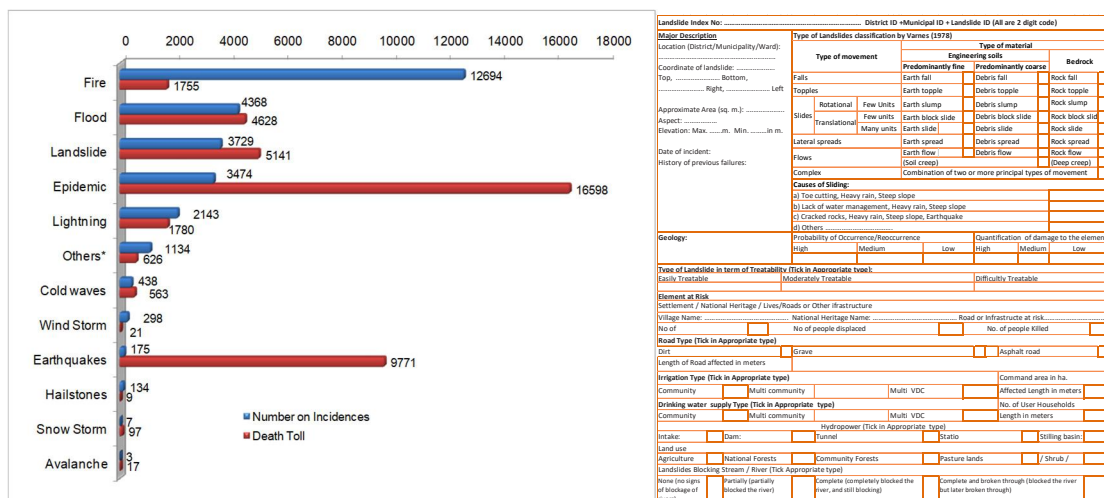 0 2000 4000 6000 8000 10000 12000 14000 16000 18000
Fire 12694 1755
Flood 4368 4628
Landslide 3729 5141
Epidemic 3474 16598
Lightning 2143 1780
Others* 1134 626
Cold waves 438 563
Wind Storm 298 21
Earthquakes 175 9771
Hailstones 134 9
Snow Storm 7 97
Avalanche 3 17
Number on Incidences
Death Toll
Landslide Index No: ............................................ District ID +Municipal ID + Landslide ID (All are 2 digit code)
Major Description
Location (District/Municipality/Ward):
Coordinate of landslide: ..................
Top, .................. Bottom,
.................. Right, .................. Left
Approximate Area (sq. m.): ..................
Aspect: ..................
Elevation: Max. .......m. Min. ...........in m.
Date of incident:
History of previous failures:
Type of Landslides classification by Varnes (1978)
Type of movement Type of material
Engineering soils Bedrock
Predominantly fine Predominantly coarse
Falls Earth fall Debris fall Rock fall
Topples Earth topple Debris topple Rock topple
Slides Rotational Few Units Earth slump Debris slump Rock slump
Translational Few units Earth block slide Debris block slide Rock block slid
Many units Earth slide Debris slide Rock slide
Lateral spreads Earth spread Debris spread Rock spread
Flows Earth flow Debris flow Rock flow
(Soil creep) (Deep creep)
Complex Combination of two or more principal types of movement
Causes of Sliding:
a) Toe cutting, Heavy rain, Steep slope
b) Lack of water management, Heavy rain, Steep slope
c) Cracked rocks, Heavy rain, Steep slope, Earthquake
d) Others ..............................
Geology: Probability of Occurrence/Reoccurrence Quantification of damage to the elemen
High Medium Low High Medium Low
Type of Landslide in term of Treatability (Tick in Appropriate type):
Easily Treatable Moderately Treatable Difficultly Treatable
Element at Risk
Settlement / National Heritage / Lives/Roads or Other ifrastructure
Village Name: .............................. National Heritage Name: .............................. Road or Infrastructe at risk..................
No of No of people displaced No. of people Killed
Road Type (Tick in Appropriate type)
Dirt Grave Asphalt road
Length of Road affected in meters
Irrigation Type (Tick in Appropriate type) Command area in ha.
Community Multi community Multi VDC Affected Length in meters
Drinking water supply Type (Tick in Appropriate type) No. of User Households
Community Multi community Multi VDC Length in meters
Hydropower (Tick in Appropriate type)
Intake: Dam: Tunnel Statio Stilling basin:
Land use
Agriculture National Forests Community Forests Pasture lands / Shrub /
Landslides Blocking Stream / River (Tick Appropriate type)
None (no signs Partially (partially Complete (completely blocked the Complete and broken through (blocked the river
of blockage of blocked the river) river, and still blocking) but later broken through)